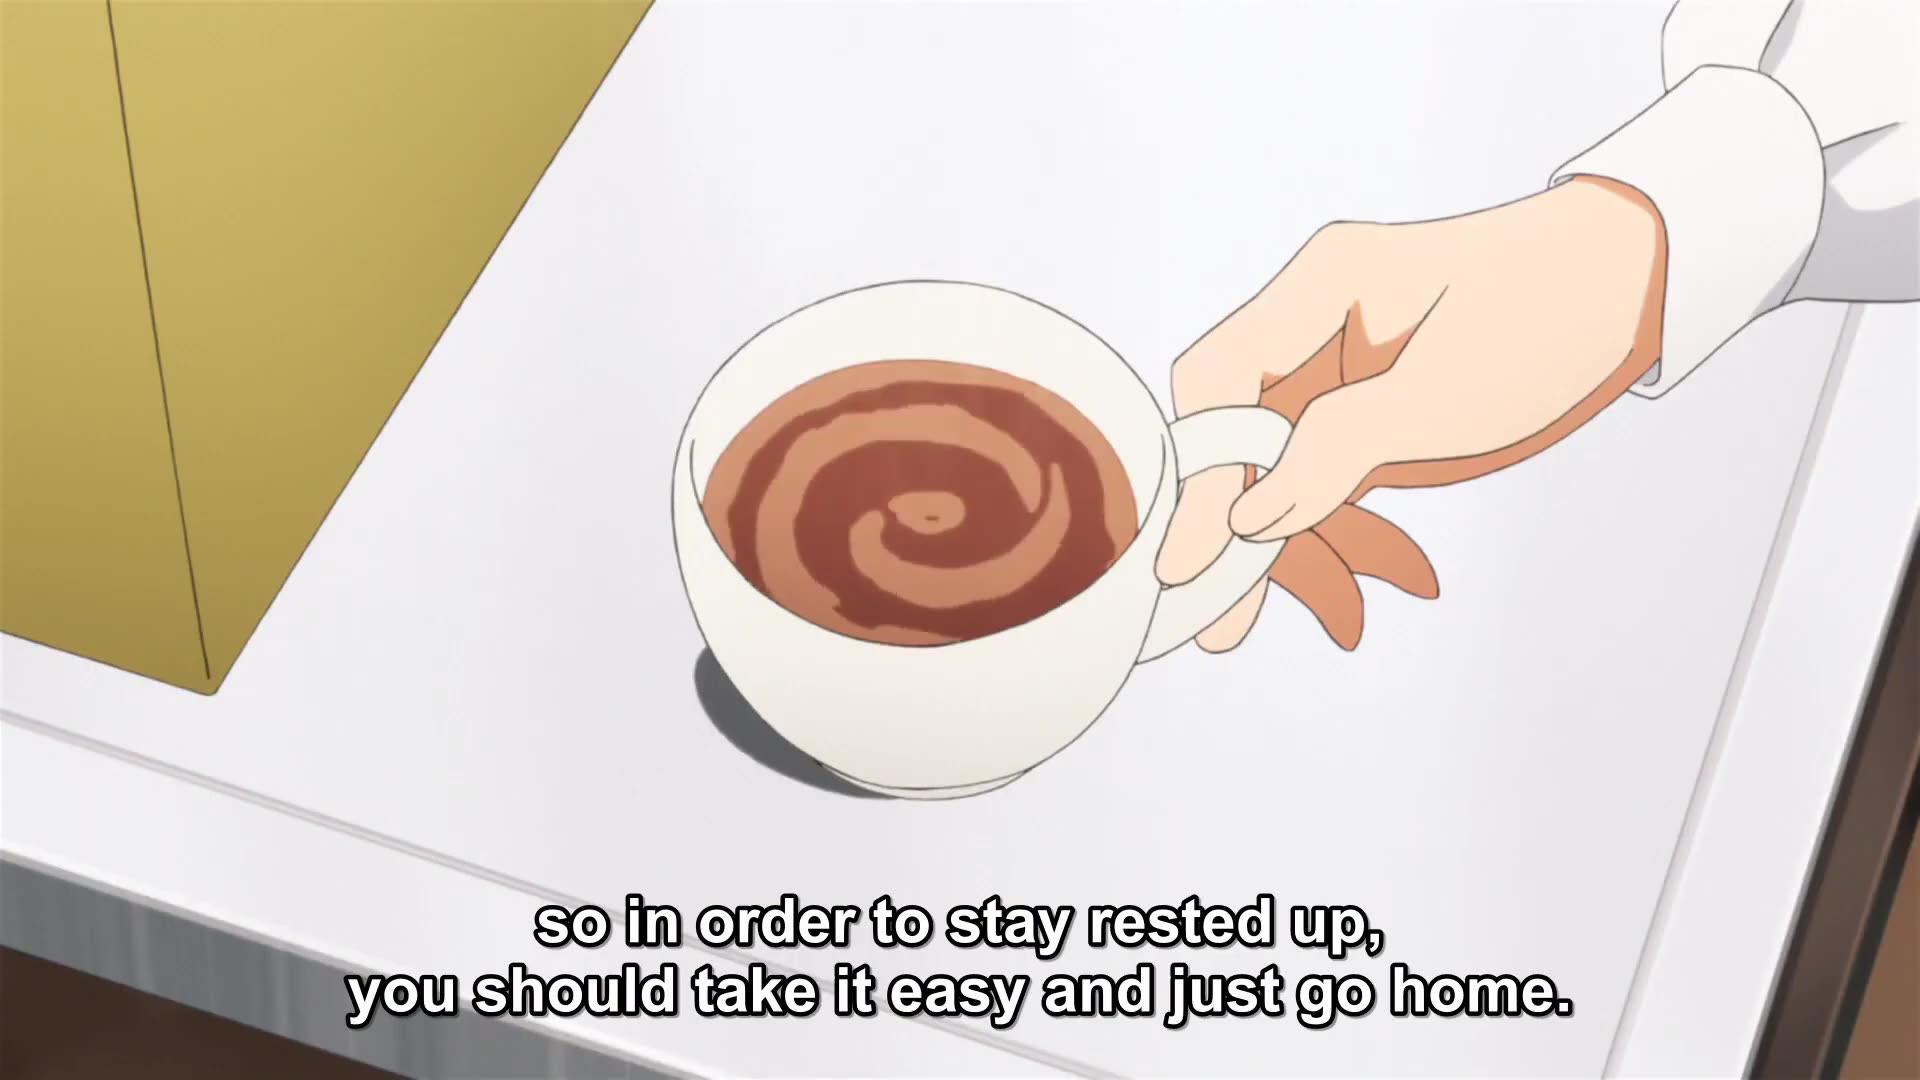 so in order to stay rested up,
you should take it easy and just go home.